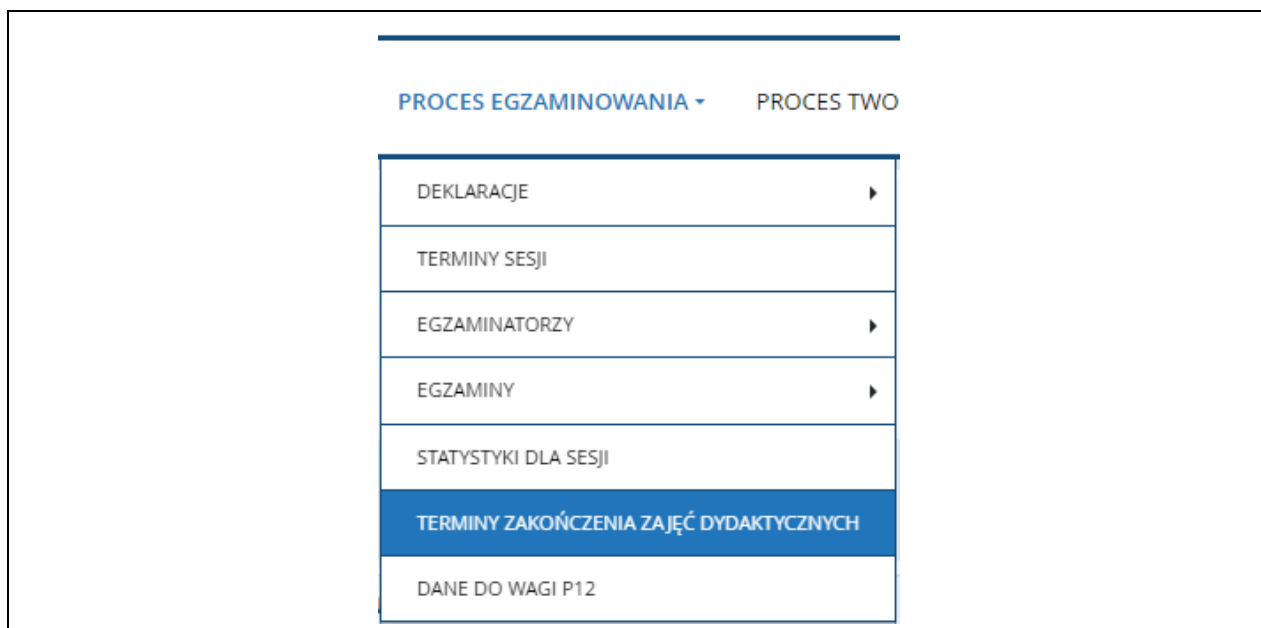 PROCES EGZAMINOWANIA PROCES TWO
DEKLARACJE
TERMINY SESJI
EGZAMINATORZY
EGZAMINY
STATYSTYKI DLA SESJI
TERMINY ZAKOŃCZENIA ZAJĘĆ DYDAKTYCZNYCH
DANE DO WAGI P12